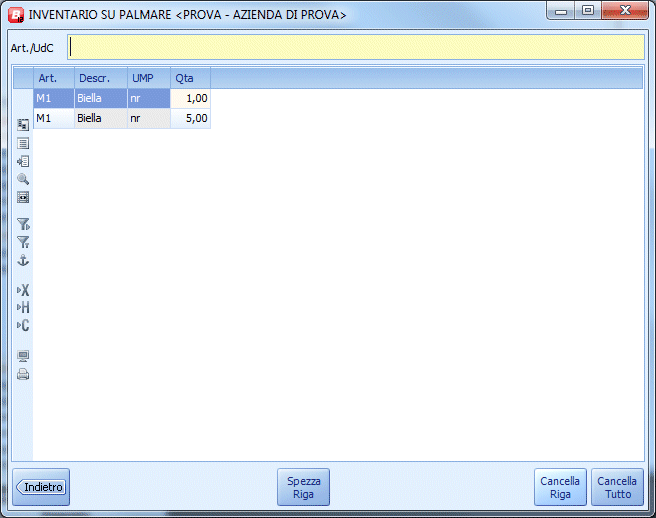 INVENTARIO SU PALMARE <PROVA - AZIENDA DI PROVA>
Art./UdC
Art. Descr. UMP Qta
M1 Biella nr 1,00
M1 Biella nr 5,00
X
H
C
Indietro
Spezza
Riga
Cancella
Riga
Cancella
Tutto